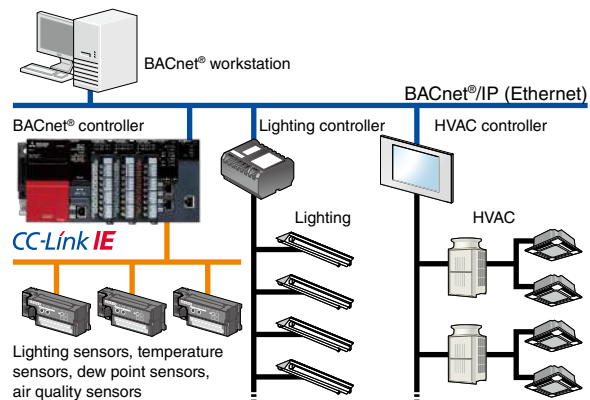 BACnet® workstation
BACnet®/IP (Ethernet)
BACnet® controller
Lighting controller
HVAC controller
CC-Link IE
Lighting
HVAC
Lighting sensors, temperature
sensors, dew point sensors,
air quality sensors